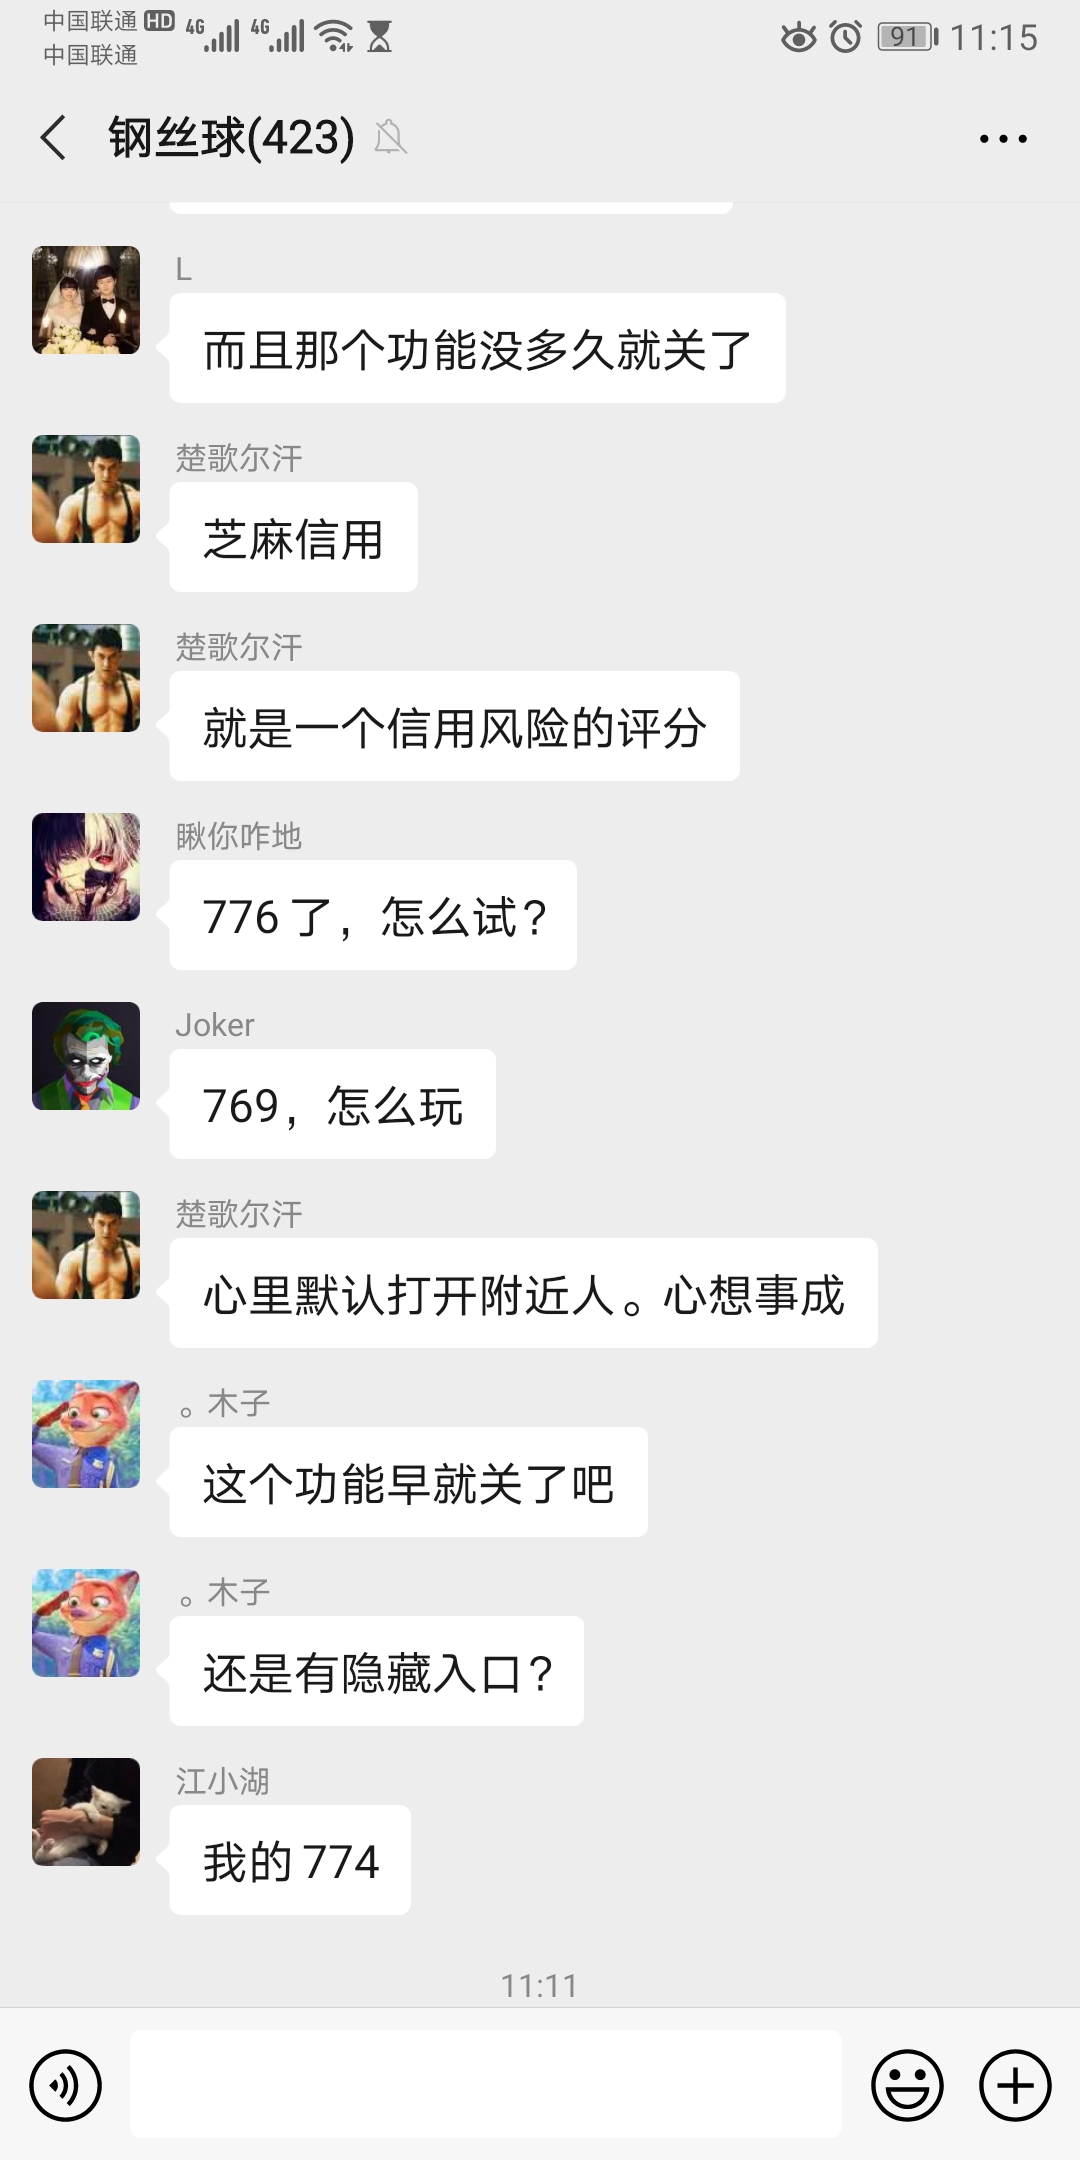 中国联通 HD 4G 4G 91 11:15
中国联通
钢丝球(423)
L
而且那个功能没多久就关了
楚歌尔汗
芝麻信用
楚歌尔汗
就是一个信用风险的评分
瞅你咋地
776了，怎么试？
Joker
769，怎么玩
楚歌尔汗
心里默认打开附近人。心想事成
。木子
这个功能早就关了吧
。木子
还是有隐藏入口？
江小湖
我的774
11:11